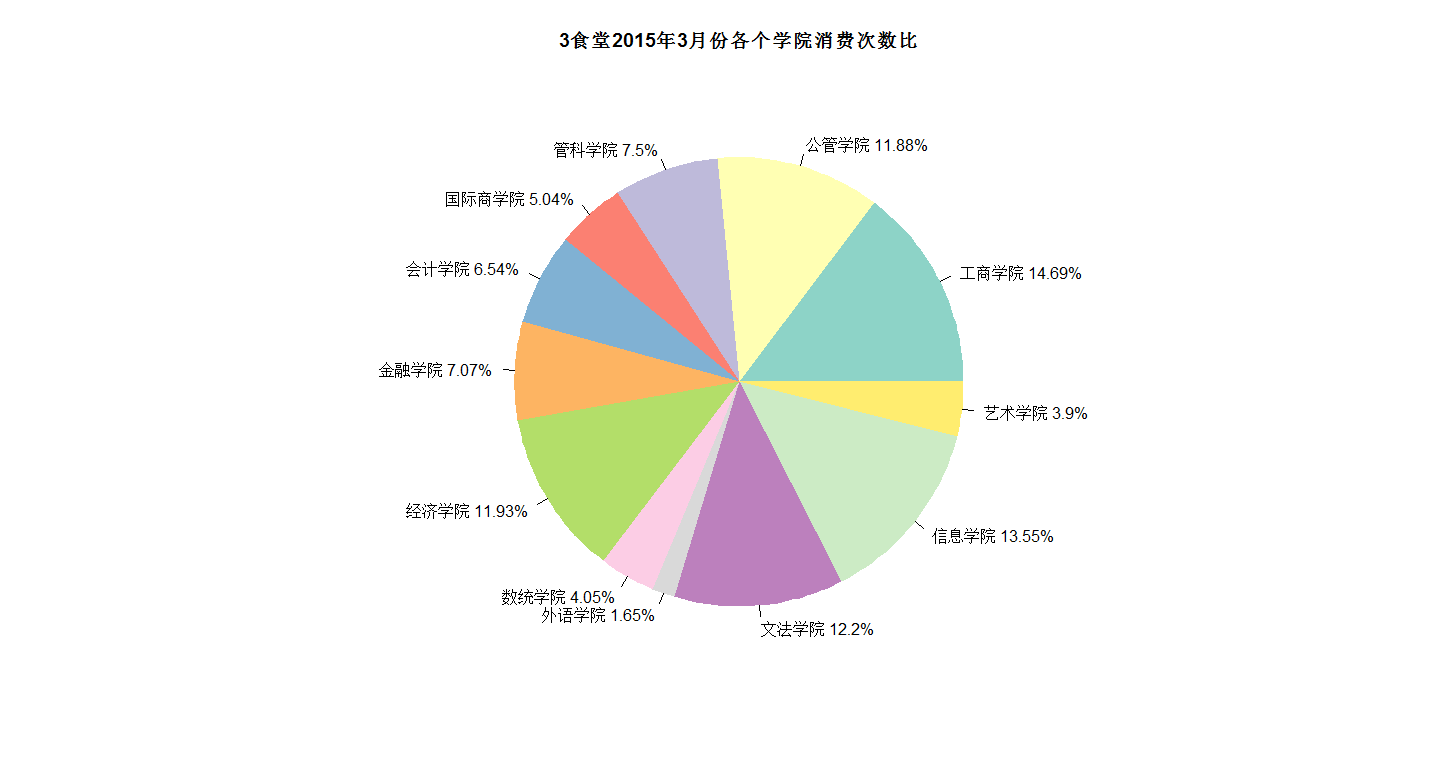 3食堂2015年3月份各个学院消费次数比
公管学院 11.88%
管科学院 7.5%
国际商学院 5.04%
会计学院 6.54%
工商学院 14.69%
金融学院 7.07%
艺术学院 3.9%
经济学院 11.93%
信息学院 13.55%
数统学院 4.05%
外语学院 1.65%
文法学院 12.2%